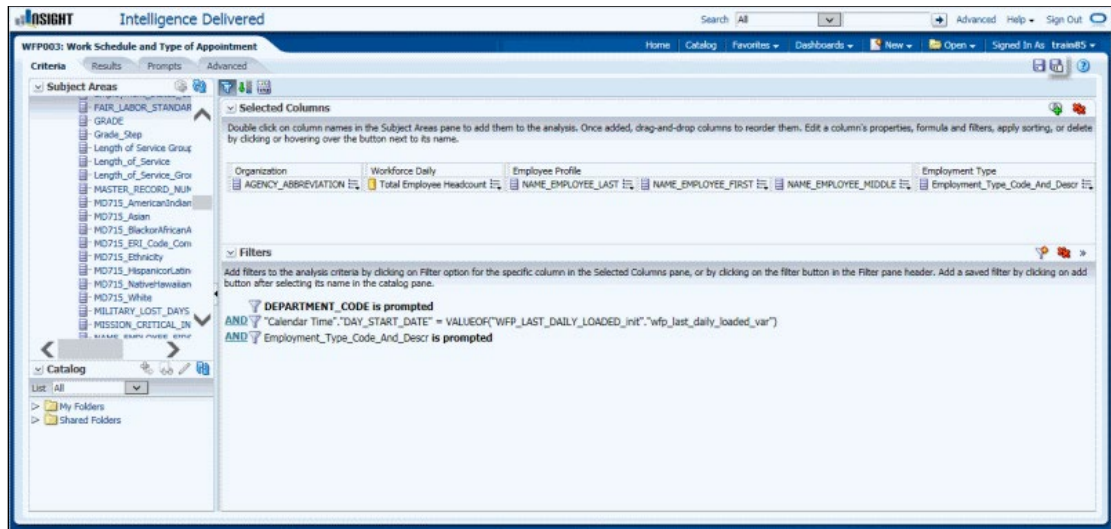 INSIGHT Intelligence Delivered Search All Advanced Help Sign Out
WFP003: Work Schedule and Type of Appointment Home Catalog Favorites Dashboards New Open Signed In As train85
Criteria Results Prompts Advanced
Subject Areas
FAIR_LABOR_STANDAR
GRADE
Grade_Step
Length of Service Group
Length_of_Service
Length_of_Service_Grou
MASTER_RECORD_NUM
MD715_AmericanIndian
MD715_Asian
MD715_BlackorAfricanA
MD715_ERI_Code_Com
MD715_Ethnicity
MD715_HispanicorLatin
MD715_NativeHawaiian
MD715_White
MILITARY_LOST_DAYS
MISSION_CRITICAL_IN
Catalog
List All
My Folders
Shared Folders
Selected Columns
Double click on column names in the Subject Areas pane to add them to the analysis. Once added, drag-and-drop columns to reorder them. Edit a column's properties, formula and filters, apply sorting, or delete
by clicking or hovering over the button next to its name.
Organization Workforce Daily Employee Profile Employment Type
AGENCY_ABBREVIATION Total Employee Headcount NAME_EMPLOYEE_LAST NAME_EMPLOYEE_FIRST NAME_EMPLOYEE_MIDDLE Employment_Type_Code_And_Descr
Filters
Add filters to the analysis criteria by clicking on Filter option for the specific column in the Selected Columns pane, or by clicking on the filter button in the Filter pane header. Add a saved filter by clicking on add
button after selecting its name in the catalog pane.
DEPARTMENT_CODE is prompted
AND "Calendar Time"."DAY_START_DATE" = VALUEOF("WFP_LAST_DAILY_LOADED_init"."wfp_last_daily_loaded_var")
AND Employment_Type_Code_And_Descr is prompted